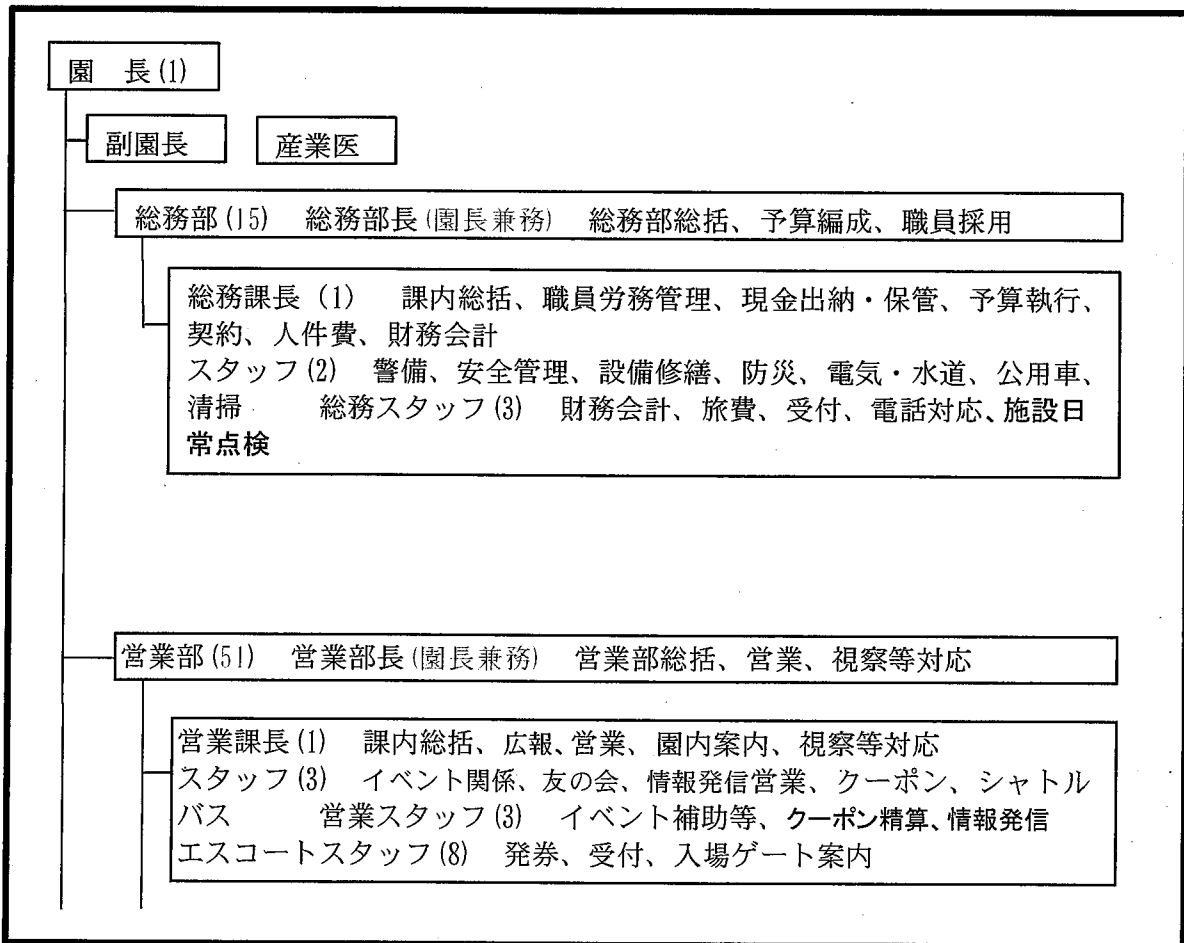 園　長(1)
副園長　産業医
総務部(15)　総務部長(園長兼務)　総務部総括、予算編成、職員採用
総務課長（1)　課内総括、職員労務管理、現金出納・保管、予算執行、
契約、人件費、財務会計
スタッフ(2)　警備、安全管理、設備修繕、防災、電気・水道、公用車、
清掃　総務スタッフ(3)　財務会計、旅費、受付、電話対応、施設日
常点検
営業部(51)　営業部長(園長兼務)　営業部総括、営業、視察等対応
営業課長(1)　課内総括、広報、営業、園内案内、視察等対応
スタッフ(3)　イベント関係、友の会、情報発信営業、クーポン、シャトル
バス　営業スタッフ(3)　イベント補助等、クーポン精算、情報発信
エスコートスタッフ(8)　発券、受付、入場ゲート案内